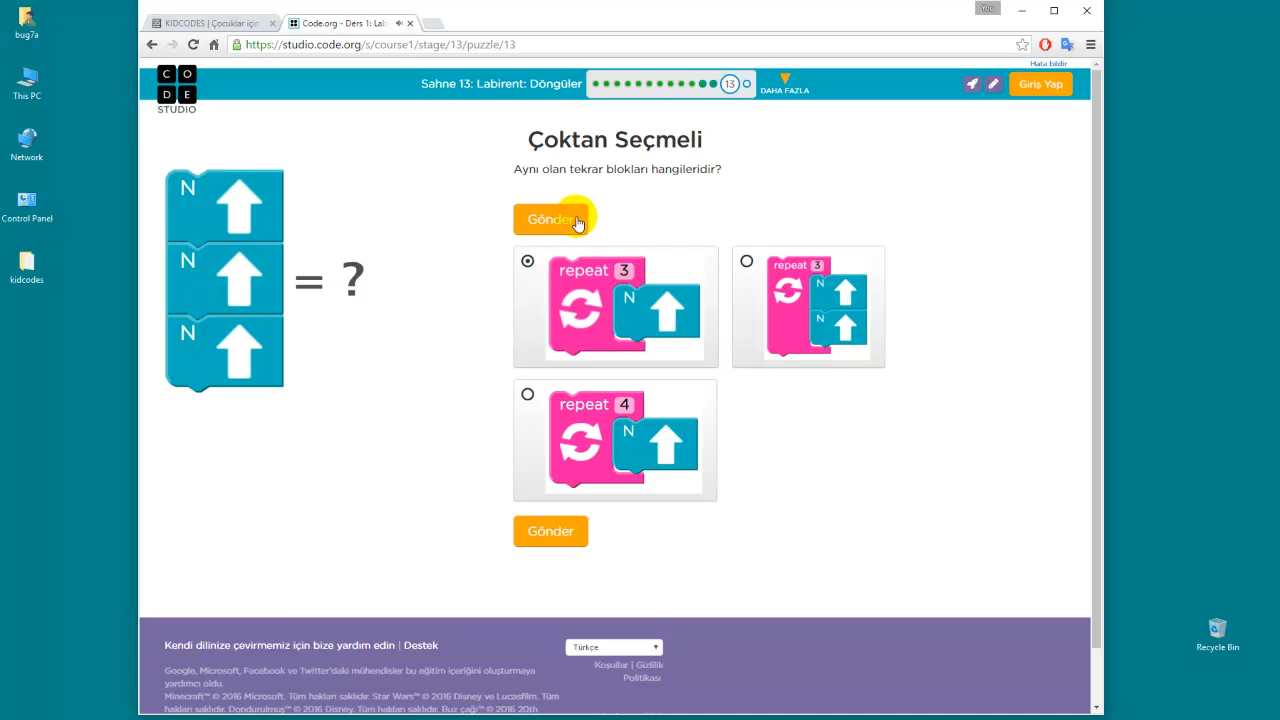 bug7a
This PC
Network
Control Panel
kidcodes
KIDCODES | Çocuklar için
Code.org - Ders 1: Lab
You
https://studio.code.org/s/course1/stage/13/puzzle/13
Hata bildir
C O D E
STUDIO
Sahne 13: Labirent: Döngüler
13
DAHA FAZLA
Giriş Yap
Çoktan Seçmeli
Aynı olan tekrar blokları hangileridir?
Gönder
N
N
N
= ?
repeat 3
N
repeat 3
N
N
repeat 4
N
Gönder
Kendi dilinize çevirmemiz için bize yardım edin | Destek
Türkçe
Koşullar | Gizlilik
Politikası
Google, Microsoft, Facebook ve Twitter'daki mühendisler bu eğitim içeriğini oluşturmaya
yardımcı oldu.
Minecraft™ © 2016 Microsoft. Tüm hakları saklıdır. Star Wars™ © 2016 Disney ve Lucasfilm. Tüm
hakları saklıdır. Dondurulmuş™ © 2016 Disney. Tüm hakları saklıdır. Buz çağı™ © 2016 20th.
Recycle Bin